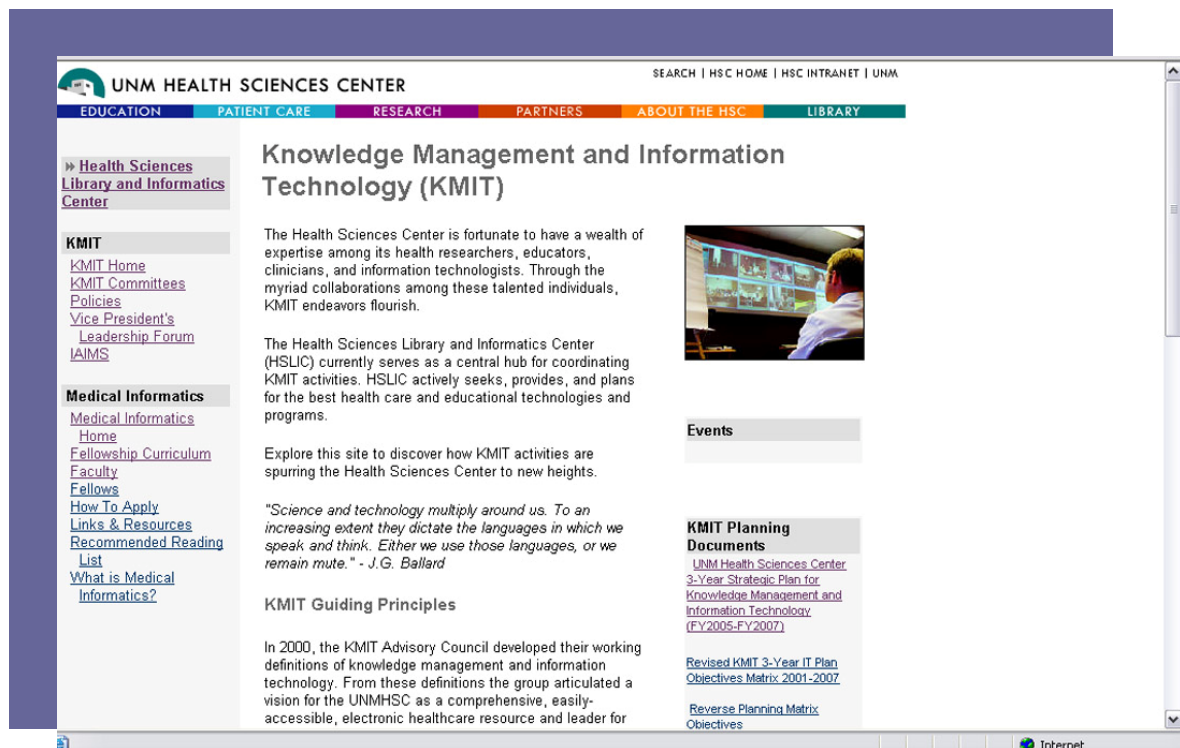 UNM HEALTH SCIENCES CENTER
SEARCH | HSC HOME | HSC INTRANET | UNM
EDUCATION PATIENT CARE RESEARCH PARTNERS ABOUT THE HSC LIBRARY
» Health Sciences
Library and Informatics
Center
KMIT
KMIT Home
KMIT Committees
Policies
Vice President's
Leadership Forum
IAIMS
Medical Informatics
Medical Informatics
Home
Fellowship Curriculum
Faculty
Fellows
How To Apply
Links & Resources
Recommended Reading
List
What is Medical
Informatics?
Knowledge Management and Information
Technology (KMIT)
The Health Sciences Center is fortunate to have a wealth of
expertise among its health researchers, educators,
clinicians, and information technologists. Through the
myriad collaborations among these talented individuals,
KMIT endeavors flourish.
The Health Sciences Library and Informatics Center
(HSLIC) currently serves as a central hub for coordinating
KMIT activities. HSLIC actively seeks, provides, and plans
for the best health care and educational technologies and
programs.
Explore this site to discover how KMIT activities are
spurring the Health Sciences Center to new heights.
"Science and technology multiply around us. To an
increasing extent they dictate the languages in which we
speak and think. Either we use those languages, or we
remain mute." - J.G. Ballard
KMIT Guiding Principles
In 2000, the KMIT Advisory Council developed their working
definitions of knowledge management and information
technology. From these definitions the group articulated a
vision for the UNMHSC as a comprehensive, easily-
accessible, electronic healthcare resource and leader for
Events
KMIT Planning
Documents
UNM Health Sciences Center
3-Year Strategic Plan for
Knowledge Management and
Information Technology
(FY2005-FY2007)
Revised KMIT 3-Year IT Plan
Objectives Matrix 2001-2007
Reverse Planning Matrix
Objectives
Internet